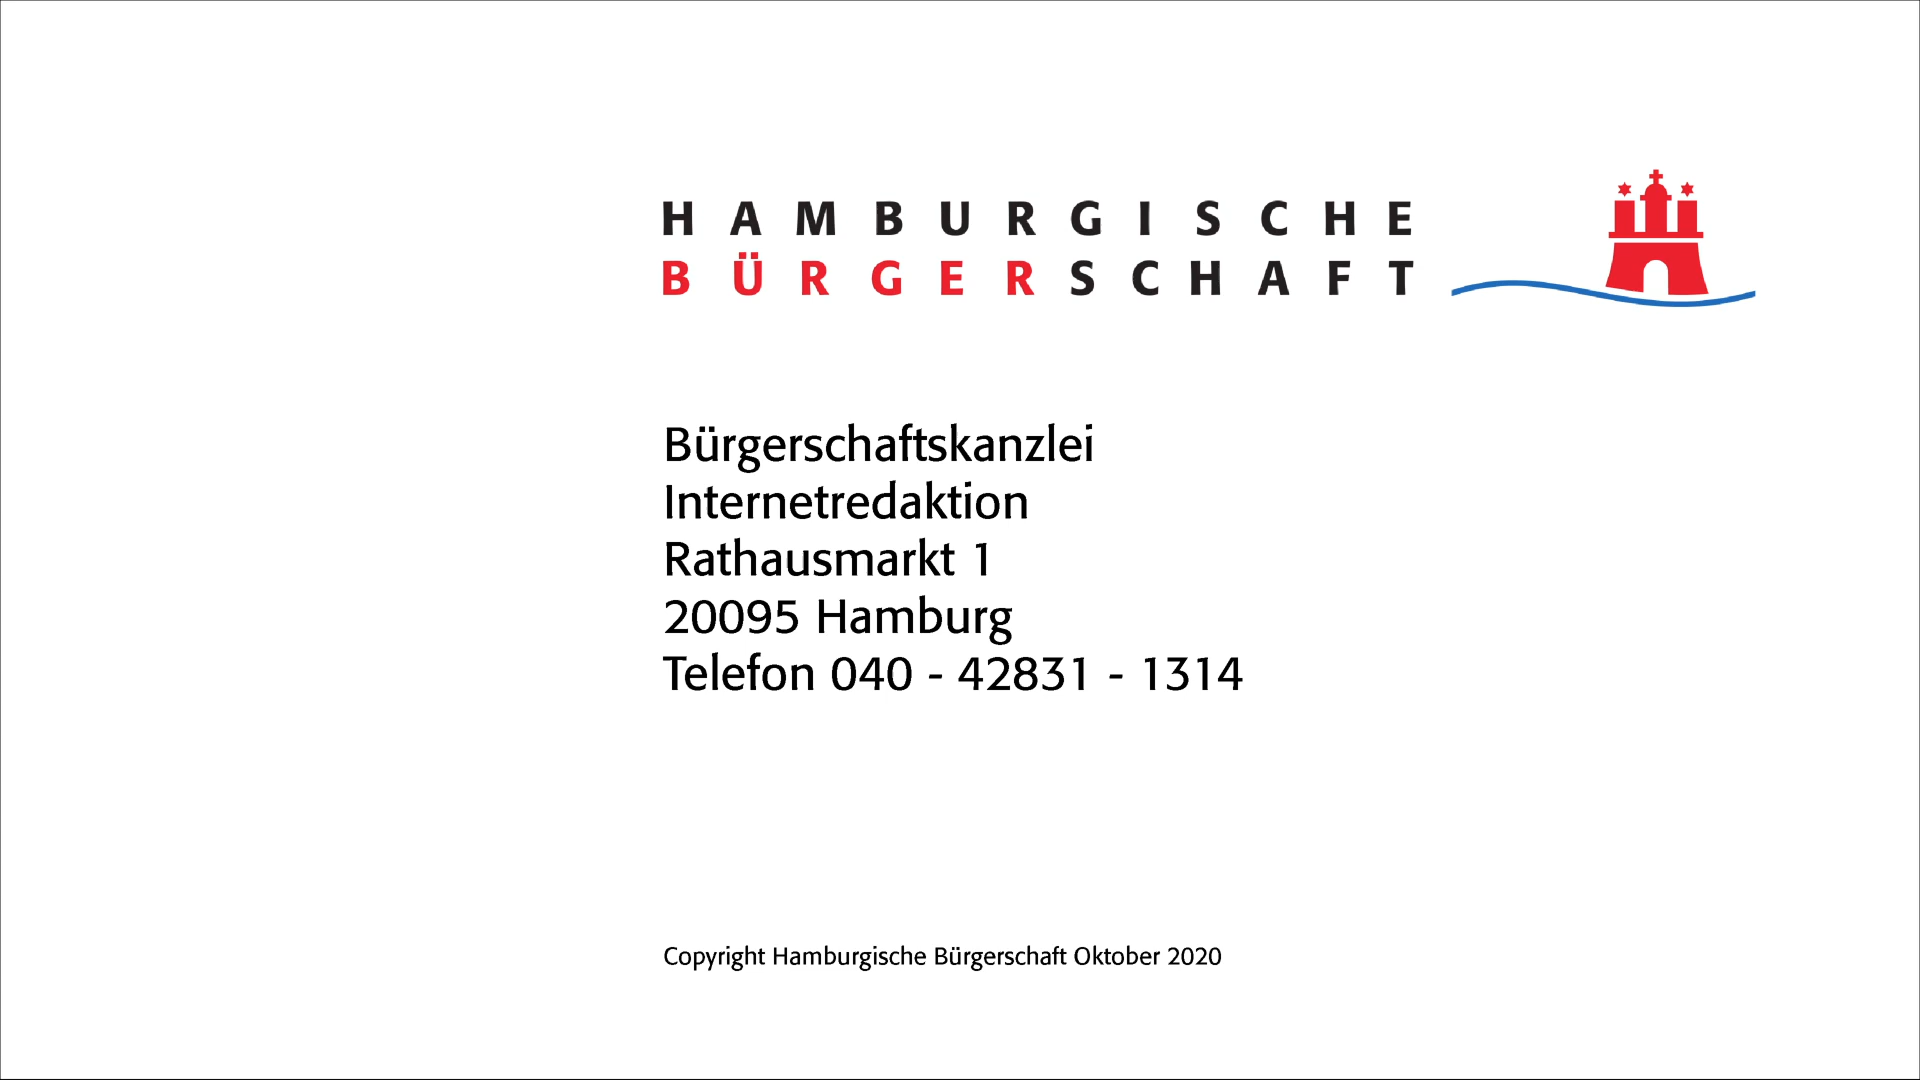 HAMBURGISCHE
BÜRGERSCHAFT
Bürgerschaftskanzlei
Internetredaktion
Rathausmarkt 1
20095 Hamburg
Telefon 040 - 42831 - 1314
Copyright Hamburgische Bürgerschaft Oktober 2020